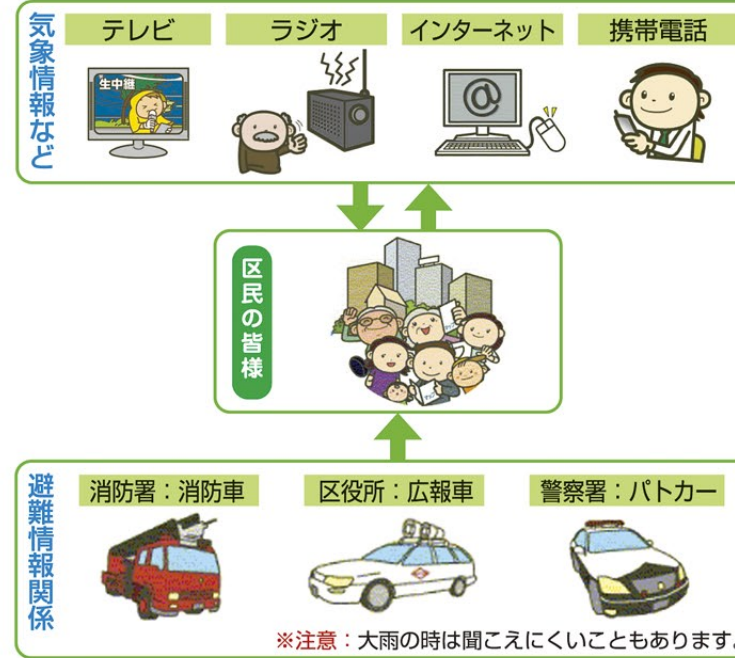 気象情報など
テレビ
ラジオ
インターネット
携帯電話
生中継
@
区民の皆様
避難情報関係
消防署：消防車
区役所：広報車
警察署：パトカー
※注意：大雨の時は聞こえにくいこともあります。